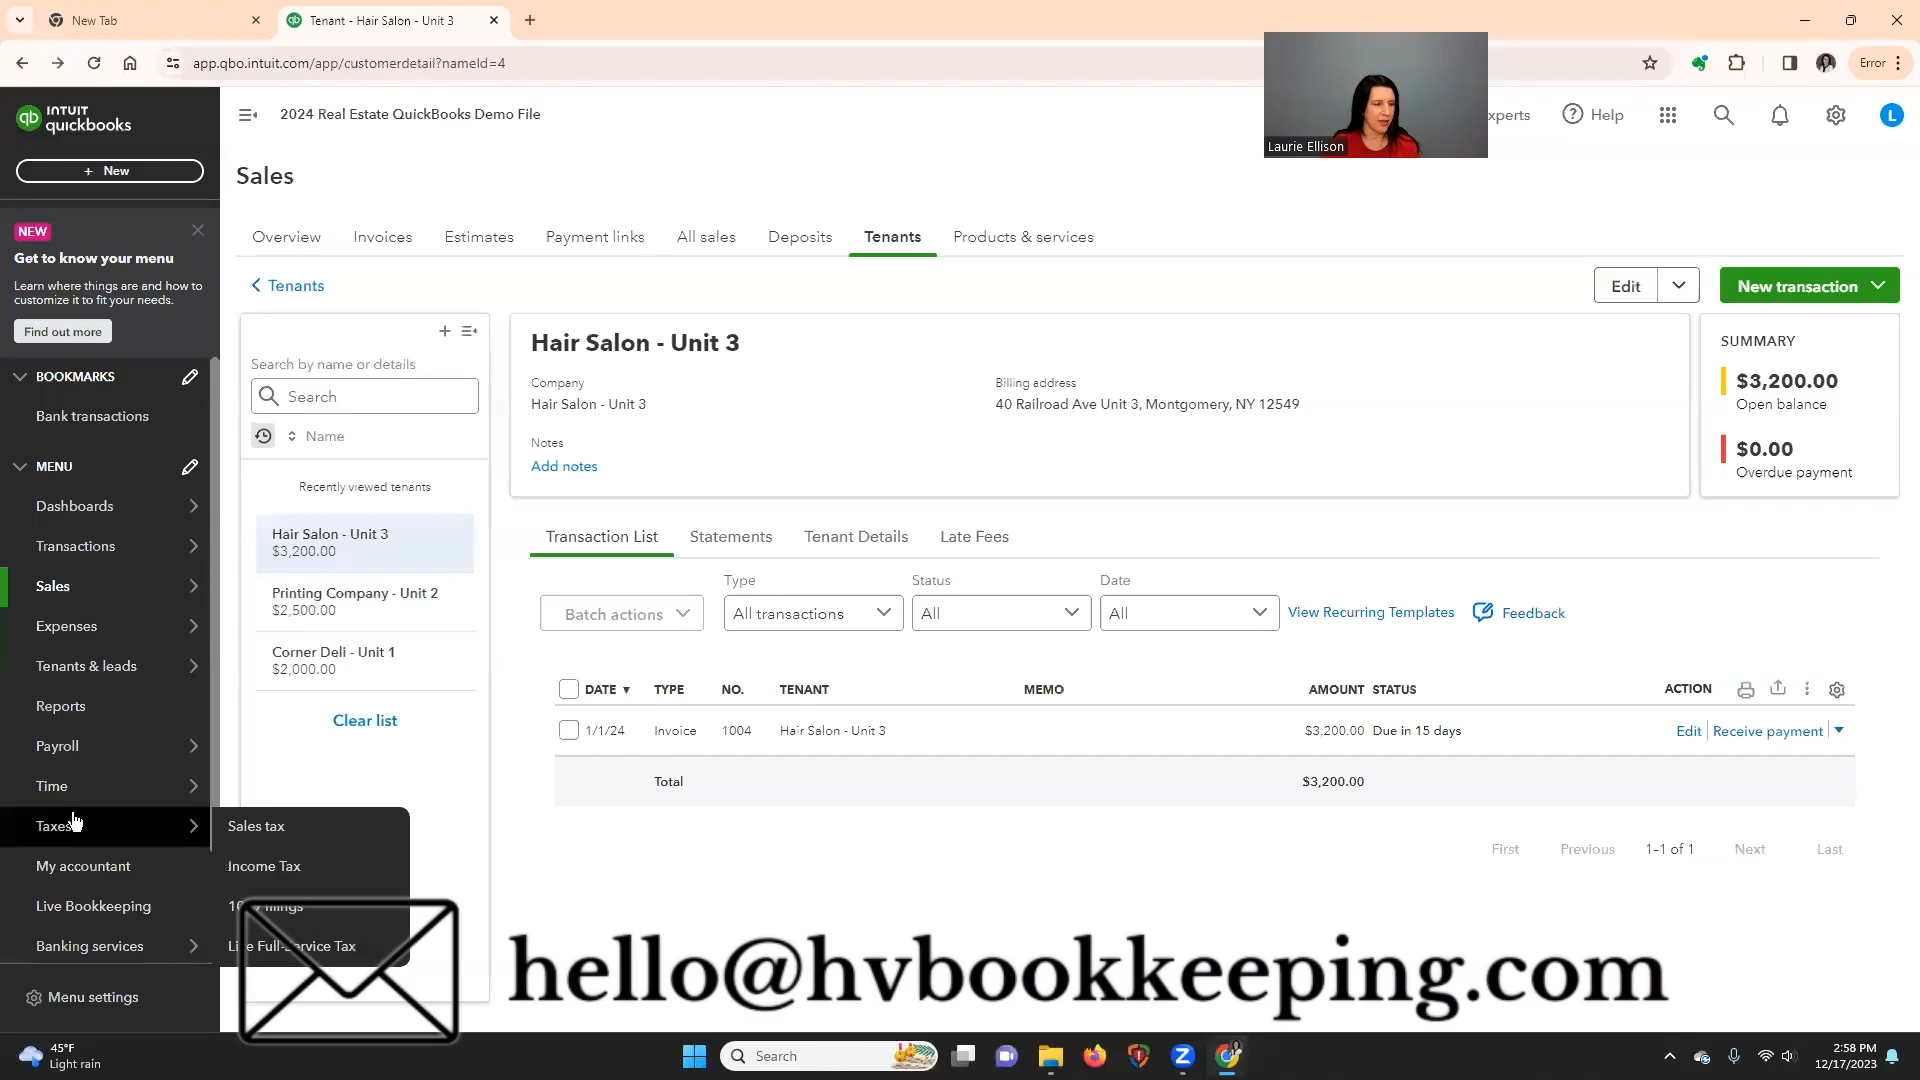 New Tab
Tenant - Hair Salon - Unit 3
app.qbo.intuit.com/app/customerdetail?nameId=4
Error
INTUIT
quickbooks
2024 Real Estate QuickBooks Demo File
xperts
Help
L
Laurie Ellison
+ New
Sales
NEW
Get to know your menu
Learn where things are and how to
customize it to fit your needs.
Find out more
Overview
Invoices
Estimates
Payment links
All sales
Deposits
Tenants
Products & services
Tenants
Edit
New transaction
BOOKMARKS
Bank transactions
MENU
Dashboards
Transactions
Sales
Expenses
Tenants & leads
Reports
Payroll
Time
Taxes
My accountant
Live Bookkeeping
Banking services
Menu settings
Sales tax
Income Tax
Search by name or details
Search
Name
Recently viewed tenants
Hair Salon - Unit 3
$3,200.00
Printing Company - Unit 2
$2,500.00
Corner Deli - Unit 1
$2,000.00
Clear list
Hair Salon - Unit 3
Company
Hair Salon - Unit 3
Billing address
40 Railroad Ave Unit 3, Montgomery, NY 12549
Notes
Add notes
SUMMARY
$3,200.00
Open balance
$0.00
Overdue payment
Transaction List
Statements
Tenant Details
Late Fees
Type
Status
Date
Batch actions
All transactions
All
All
View Recurring Templates
Feedback
DATE TYPE NO. TENANT MEMO AMOUNT STATUS ACTION
1/1/24 Invoice 1004 Hair Salon - Unit 3 $3,200.00 Due in 15 days Edit Receive payment
Total $3,200.00
First Previous 1-1 of 1 Next Last
Full-Service Tax
hello@hvbookkeeping.com
45°F
Light rain
Search
2:58 PM
12/17/2023